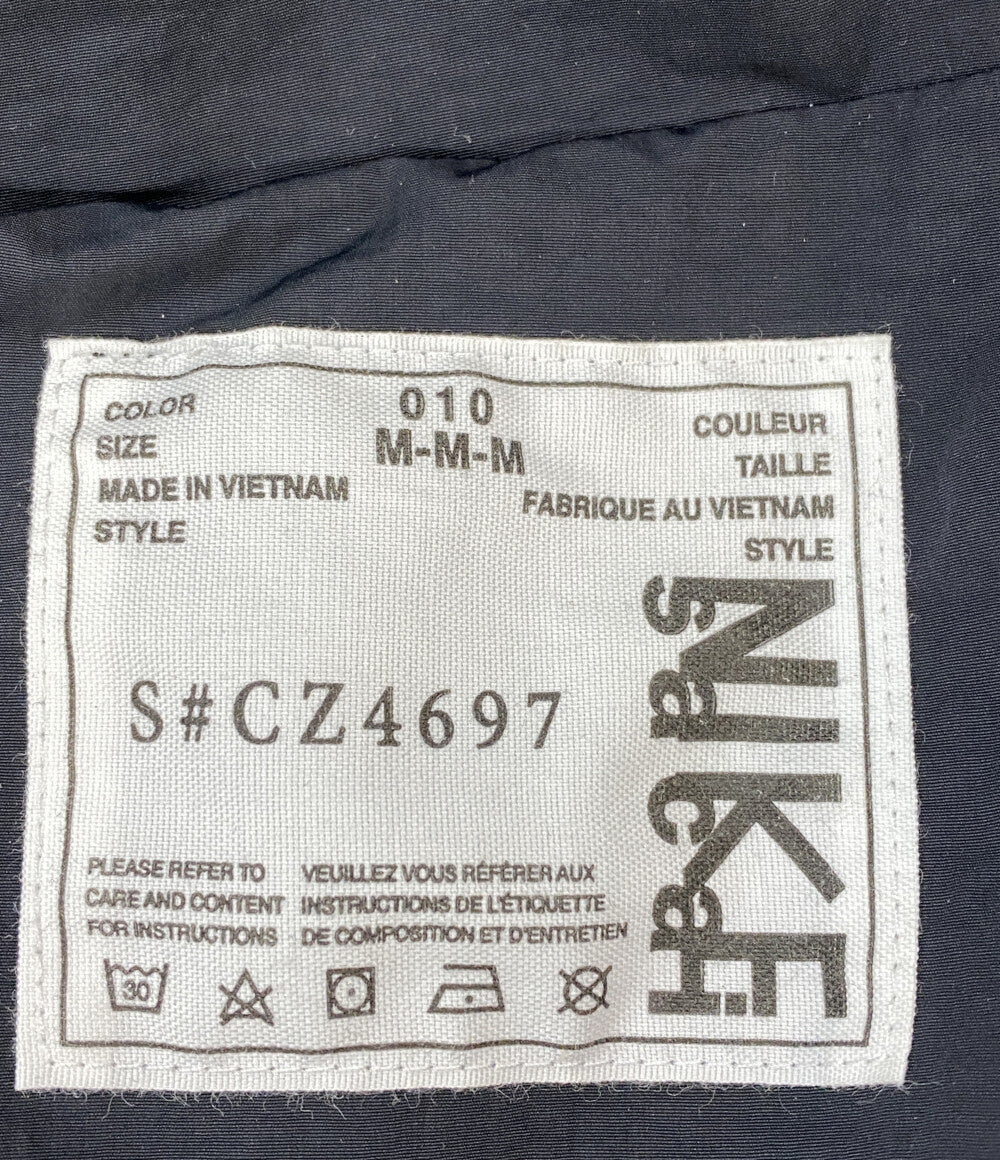 COLOR 010 COULEUR
SIZE M-M-M TAILLE
MADE IN VIETNAM FABRIQUE AU VIETNAM
STYLE STYLE
S#CZ4697
NIKE
sacai
PLEASE REFER TO
CARE AND CONTENT
FOR INSTRUCTIONS
VEUILLEZ VOUS RÉFÉRER AUX
INSTRUCTIONS DE L'ÉTIQUETTE
DE COMPOSITION ET D'ENTRETIEN
30